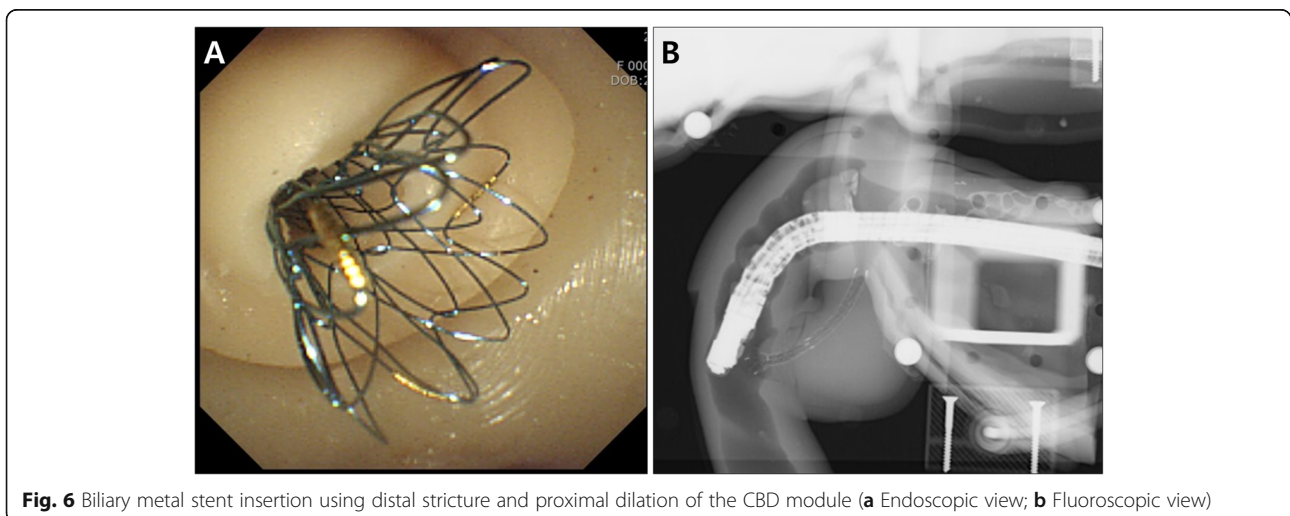 A
B
2
F 000
DOB:2
Fig. 6 Biliary metal stent insertion using distal stricture and proximal dilation of the CBD module (a Endoscopic view; b Fluoroscopic view)